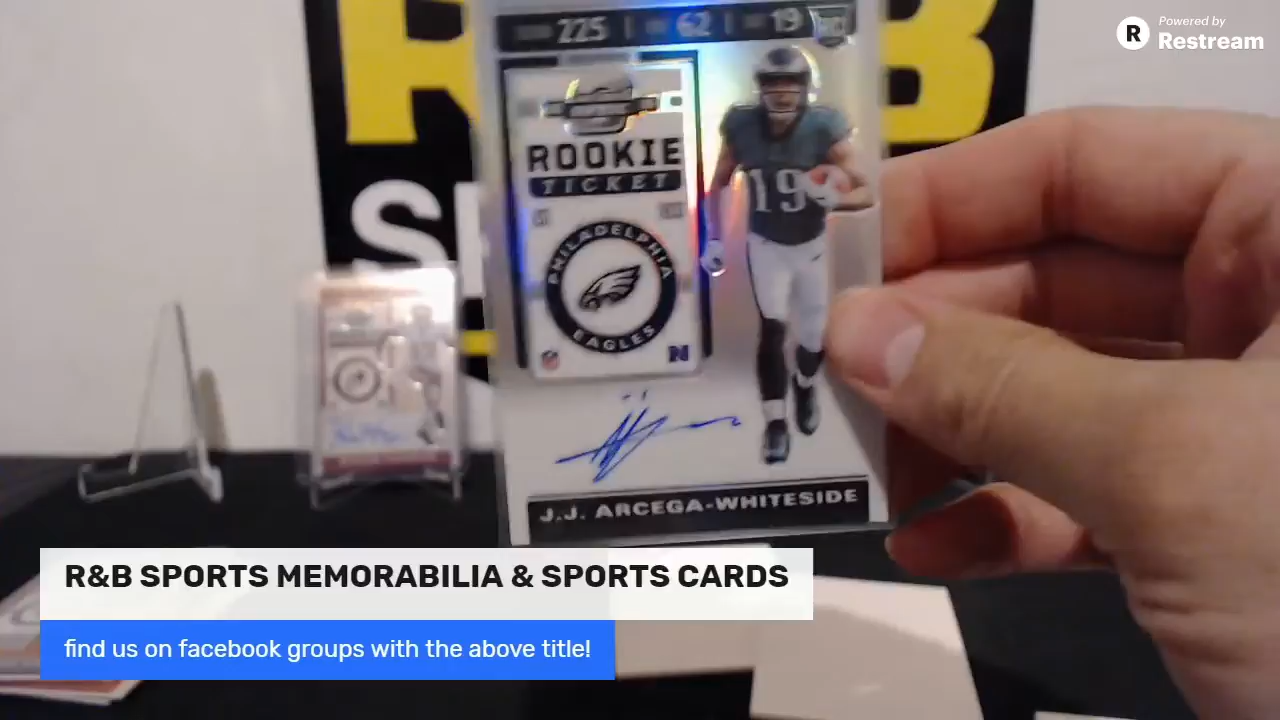 Powered by
R Restream
225 62 19
ROOKIE
TICKET
PHILADELPHIA
EAGLES
19
J.J. ARCEGA-WHITESIDE
R&B SPORTS MEMORABILIA & SPORTS CARDS
find us on facebook groups with the above title!